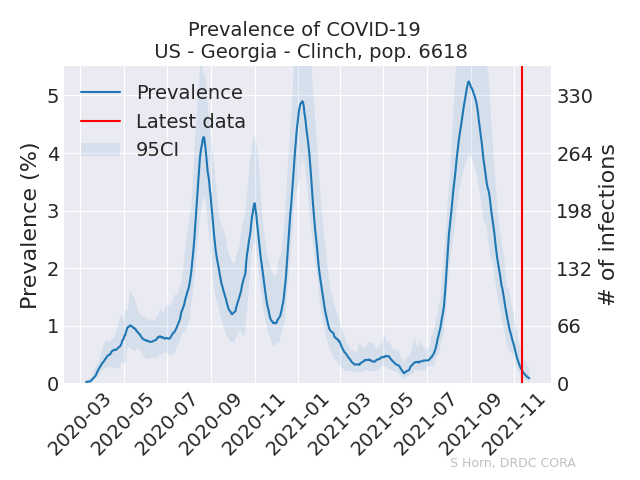 Prevalence of COVID-19
US - Georgia - Clinch, pop. 6618
Prevalence
Latest data
95CI
Prevalence (%)
5
4
3
2
1
0
330
264
198
132
66
0
# of infections
2020-03
2020-05
2020-07
2020-09
2020-11
2021-01
2021-03
2021-05
2021-07
2021-09
2021-11
S Horn, DRDC CORA